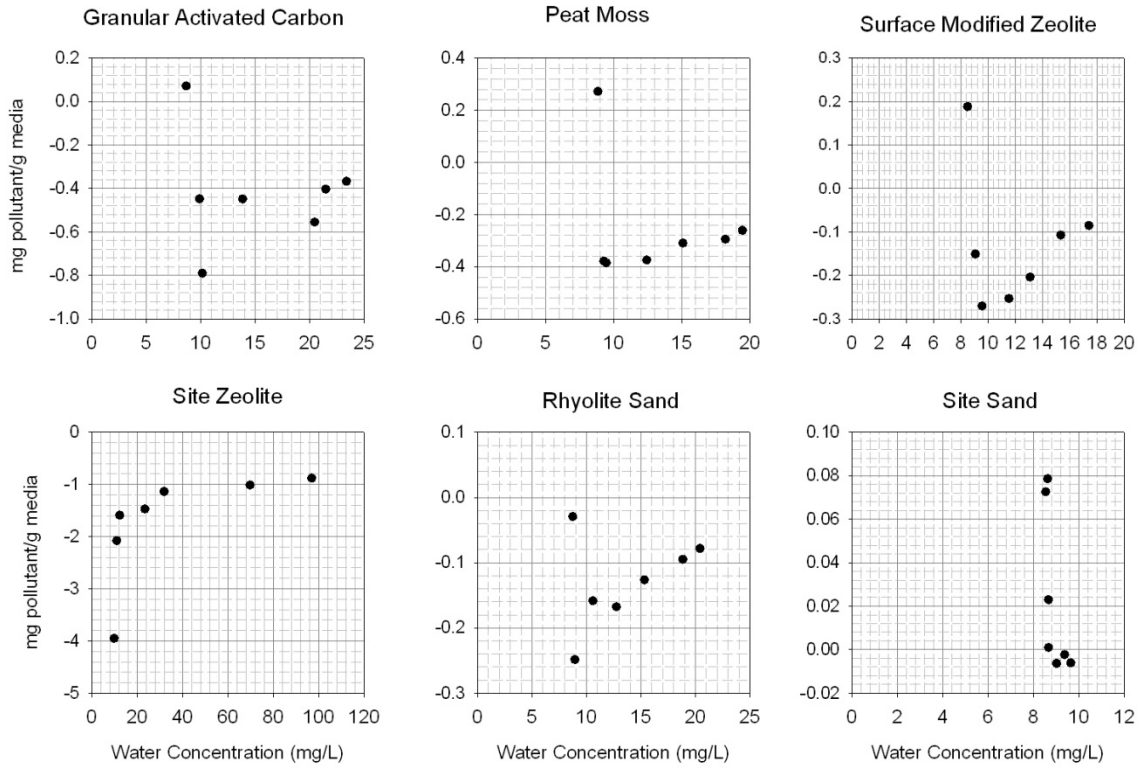 Granular Activated Carbon
Peat Moss
Surface Modified Zeolite
mg pollutant/g media
0.2
0.0
-0.2
-0.4
-0.6
-0.8
-1.0
0 5 10 15 20 25
0.4
0.2
0.0
-0.2
-0.4
-0.6
0 5 10 15 20
0.3
0.2
0.1
0.0
-0.1
-0.2
-0.3
0 2 4 6 8 10 12 14 16 18 20
Site Zeolite
Rhyolite Sand
Site Sand
mg pollutant/g media
0
-1
-2
-3
-4
-5
0 20 40 60 80 100 120
Water Concentration (mg/L)
0.1
0.0
-0.1
-0.2
-0.3
0 5 10 15 20 25
Water Concentration (mg/L)
0.10
0.08
0.06
0.04
0.02
0.00
-0.02
0 2 4 6 8 10 12
Water Concentration (mg/L)